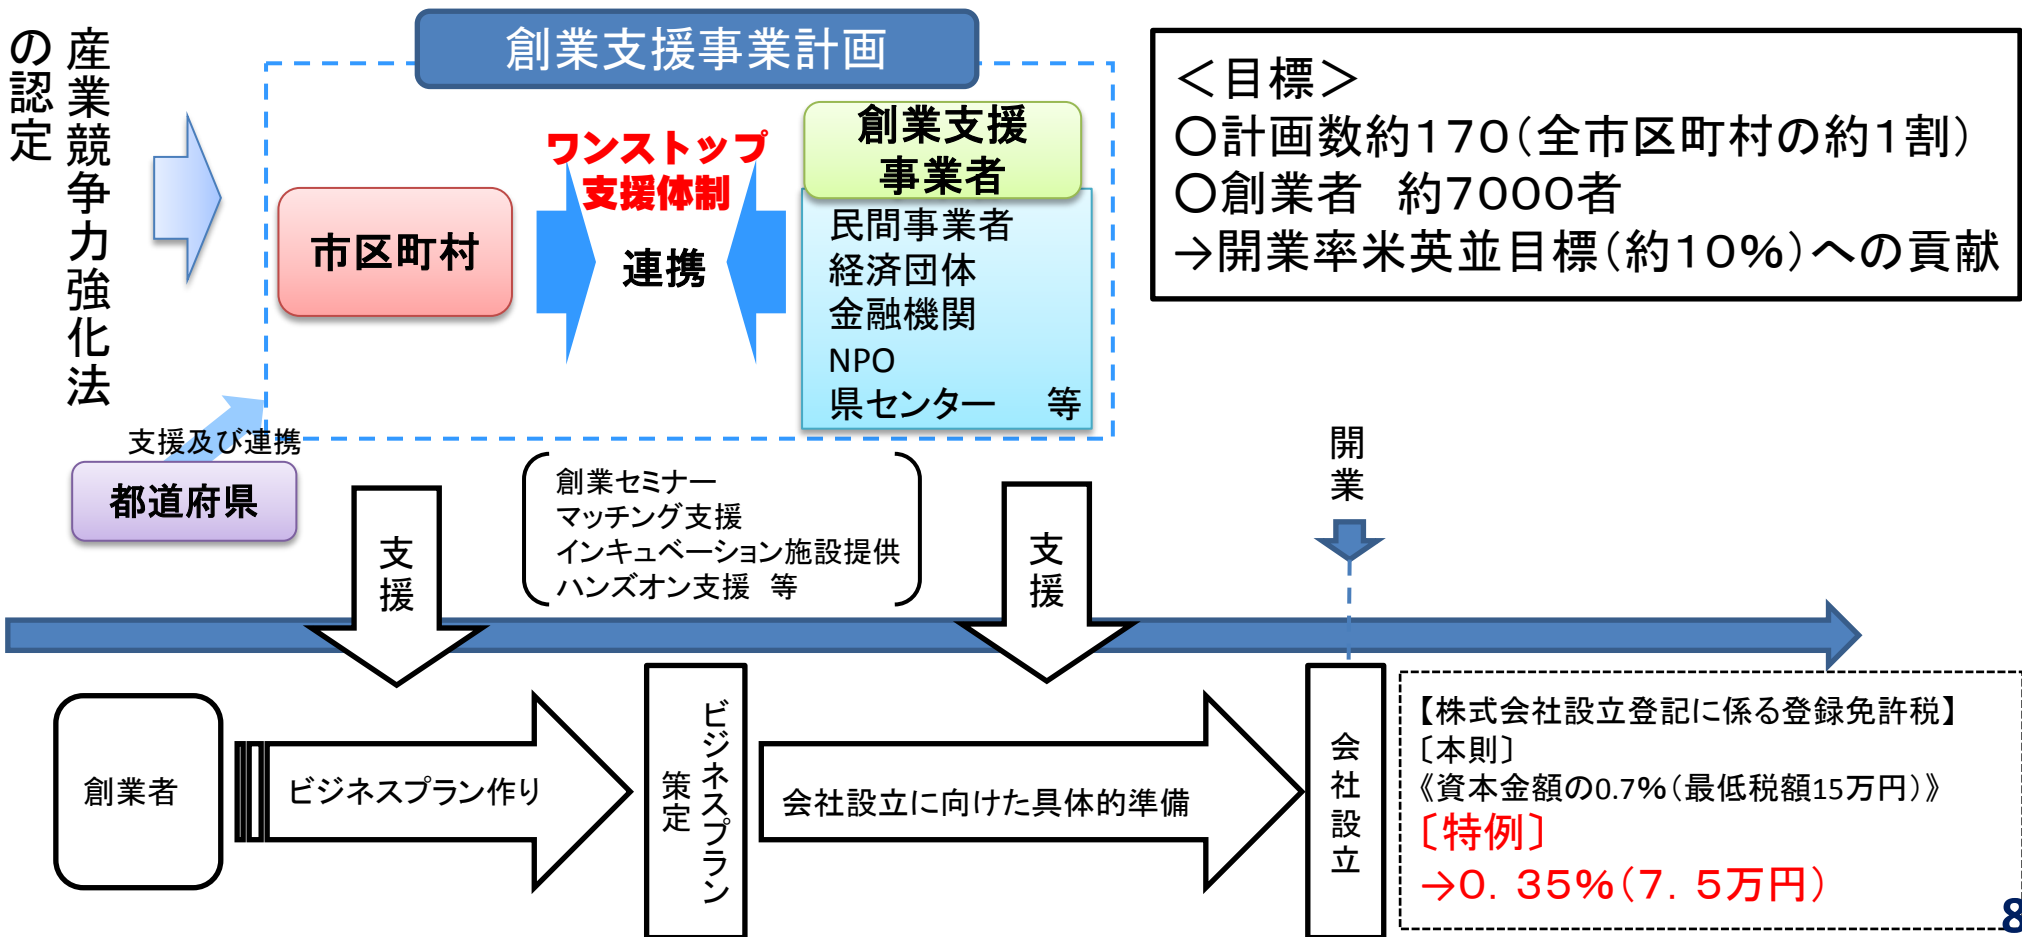 産業競争力強化法
の認定
創業支援事業計画
市区町村
ワンストップ
支援体制
連携
創業支援
事業者
民間事業者
経済団体
金融機関
NPO
県センター　等
＜目標＞
○計画数約170（全市区町村の約1割）
○創業者　約7000者
→開業率米英並目標（約10%）への貢献
支援及び連携
都道府県
支援
創業セミナー
マッチング支援
インキュベーション施設提供
ハンズオン支援　等
支援
開業
創業者
ビジネスプラン作り
ビジネスプラン
策定
会社設立に向けた具体的準備
会社設立
【株式会社設立登記に係る登録免許税】
〔本則〕
《資本金額の0.7%（最低税額15万円）》
〔特例〕
→0．35%（7．5万円）
8